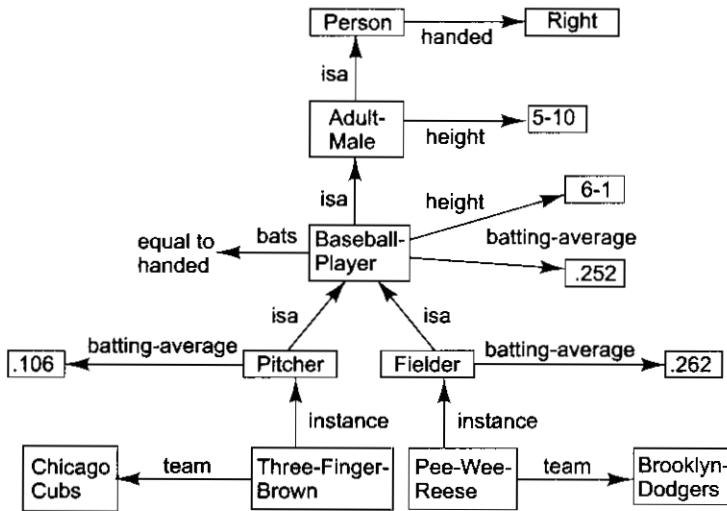 Person
handed
Right
isa
Adult-
Male
height
5-10
isa
height
6-1
equal to
handed
bats
Baseball-
Player
batting-average
.252
isa
isa
.106
batting-average
Pitcher
Fielder
batting-average
.262
instance
instance
Chicago
Cubs
team
Three-Finger-
Brown
Pee-Wee-
Reese
team
Brooklyn-
Dodgers